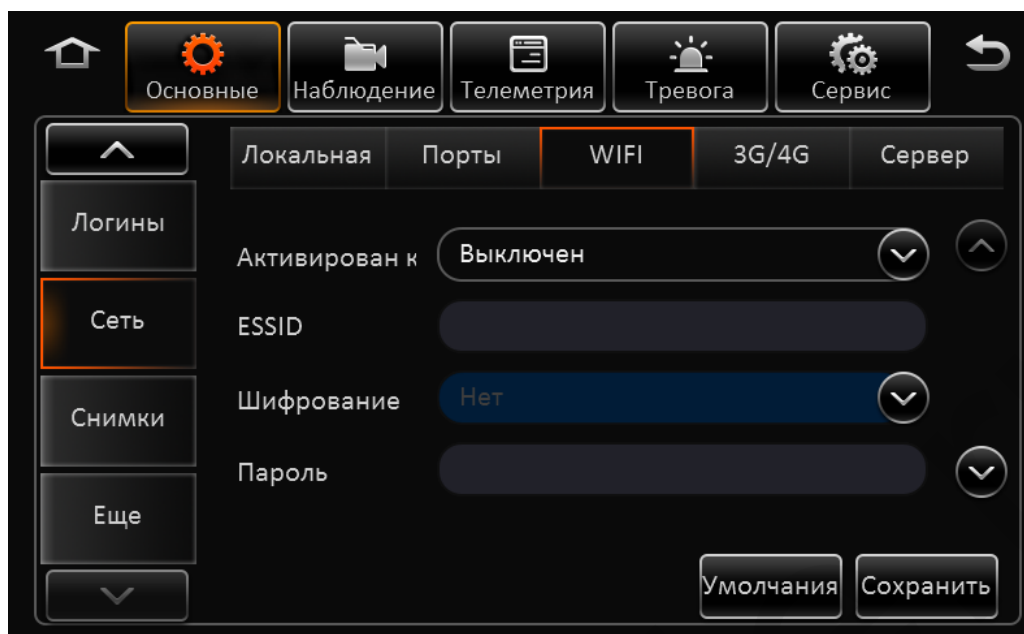 Основные Наблюдение Телеметрия Тревога Сервис
Локальная Порты WIFI 3G/4G Сервер
Логины
Активирован к Выключен
Сеть
ESSID
Шифрование Нет
Снимки
Пароль
Еще
Умолчания Сохранить